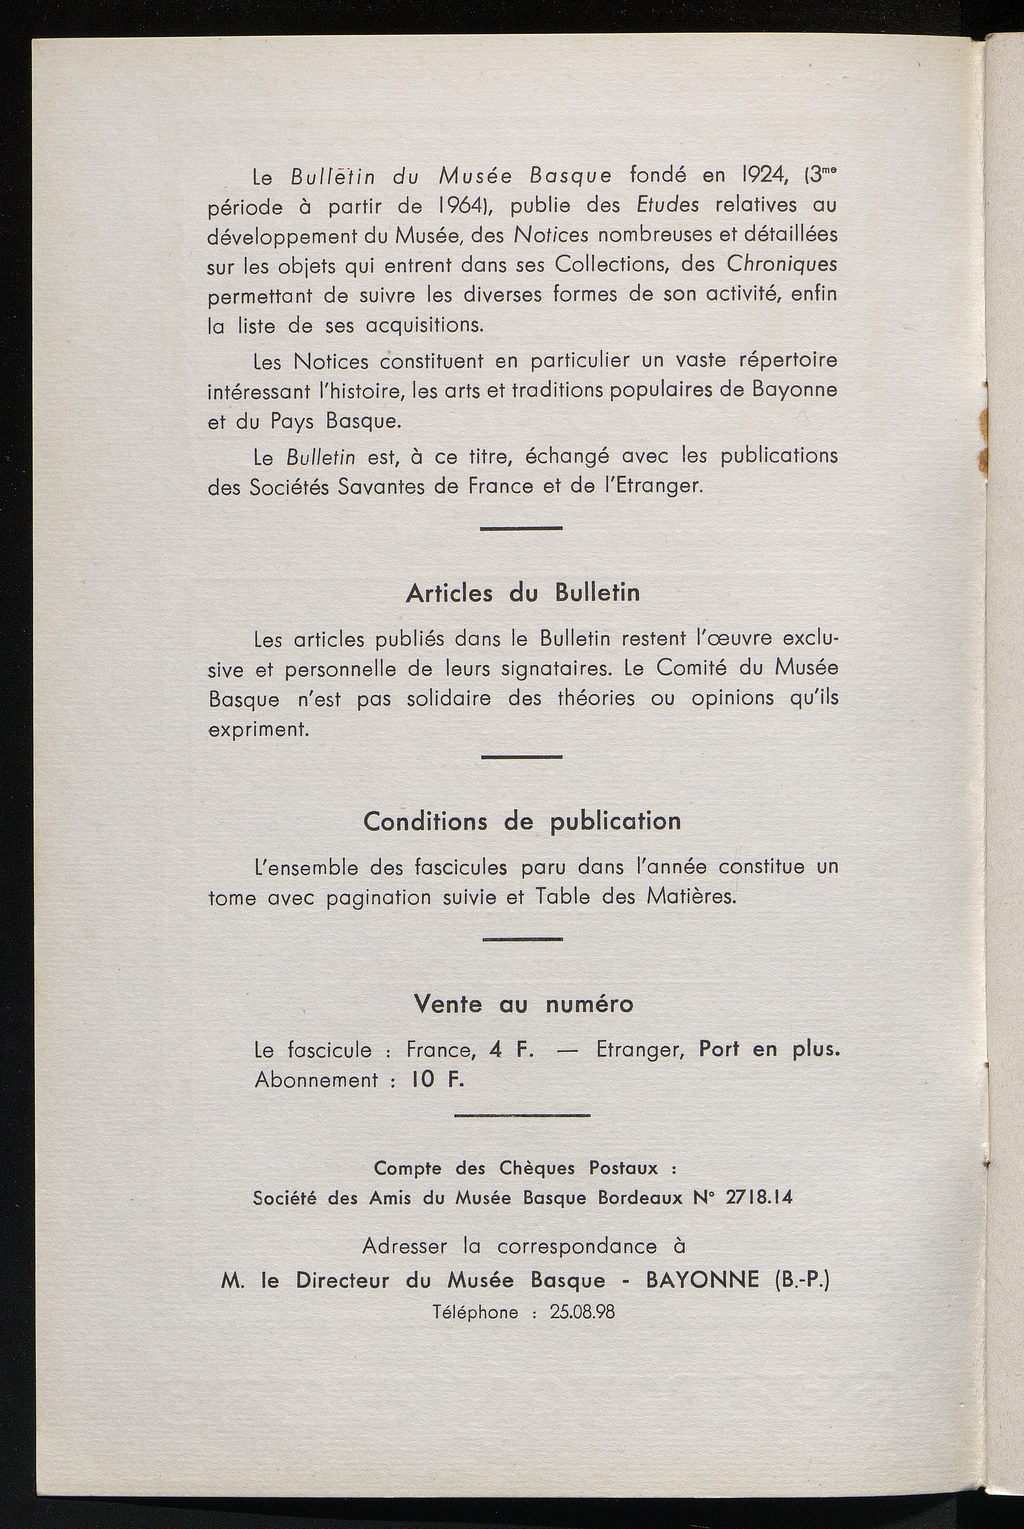 Le Bulletin du Musée Basque fondé en 1924, (3me
période à partir de 1964), publie des Etudes relatives au
développement du Musée, des Notices nombreuses et détaillées
sur les objets qui entrent dans ses Collections, des Chroniques
permettant de suivre les diverses formes de son activité, enfin
la liste de ses acquisitions.
Les Notices constituent en particulier un vaste répertoire
intéressant l'histoire, les arts et traditions populaires de Bayonne
et du Pays Basque.
Le Bulletin est, à ce titre, échangé avec les publications
des Sociétés Savantes de France et de l'Etranger.
Articles du Bulletin
Les articles publiés dans le Bulletin restent l'œuvre exclu-
sive et personnelle de leurs signataires. Le Comité du Musée
Basque n'est pas solidaire des théories ou opinions qu'ils
expriment.
Conditions de publication
L'ensemble des fascicules paru dans l'année constitue un
tome avec pagination suivie et Table des Matières.
Vente au numéro
Le fascicule : France, 4 F. — Etranger, Port en plus.
Abonnement : 10 F.
Compte des Chèques Postaux :
Société des Amis du Musée Basque Bordeaux N° 2718.14
Adresser la correspondance à
M. le Directeur du Musée Basque - BAYONNE (B.-P.)
Téléphone : 25.08.98